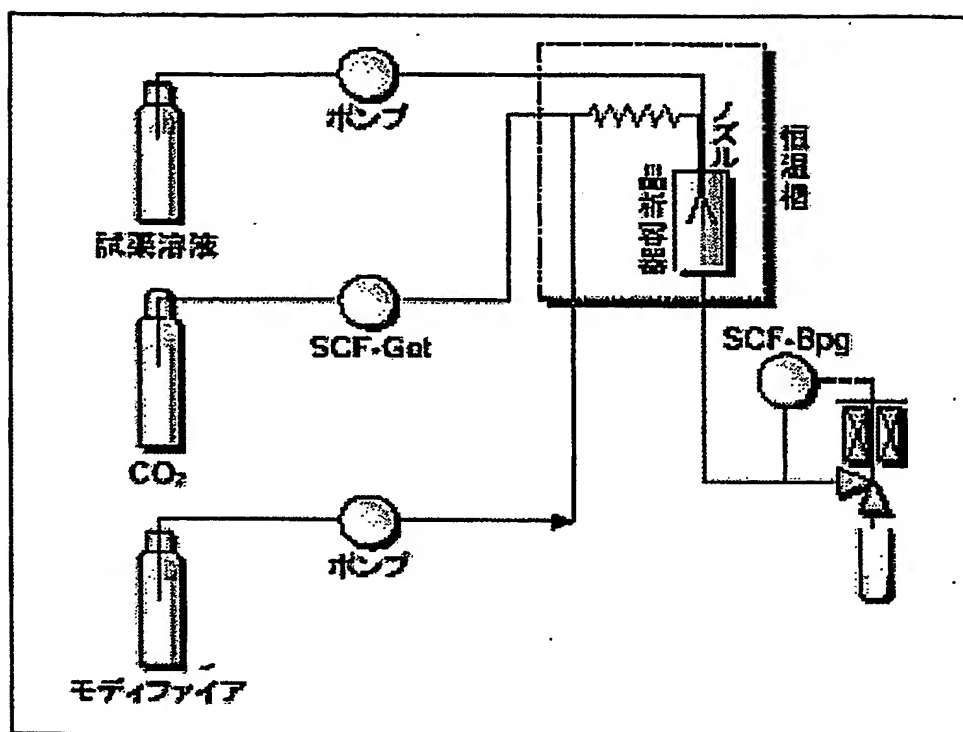 ポンプ
試薬溶液
ノズル
晶析容器
恒温槽
SCF-Get
SCF-Bpg
CO₂
ポンプ
モディファイア